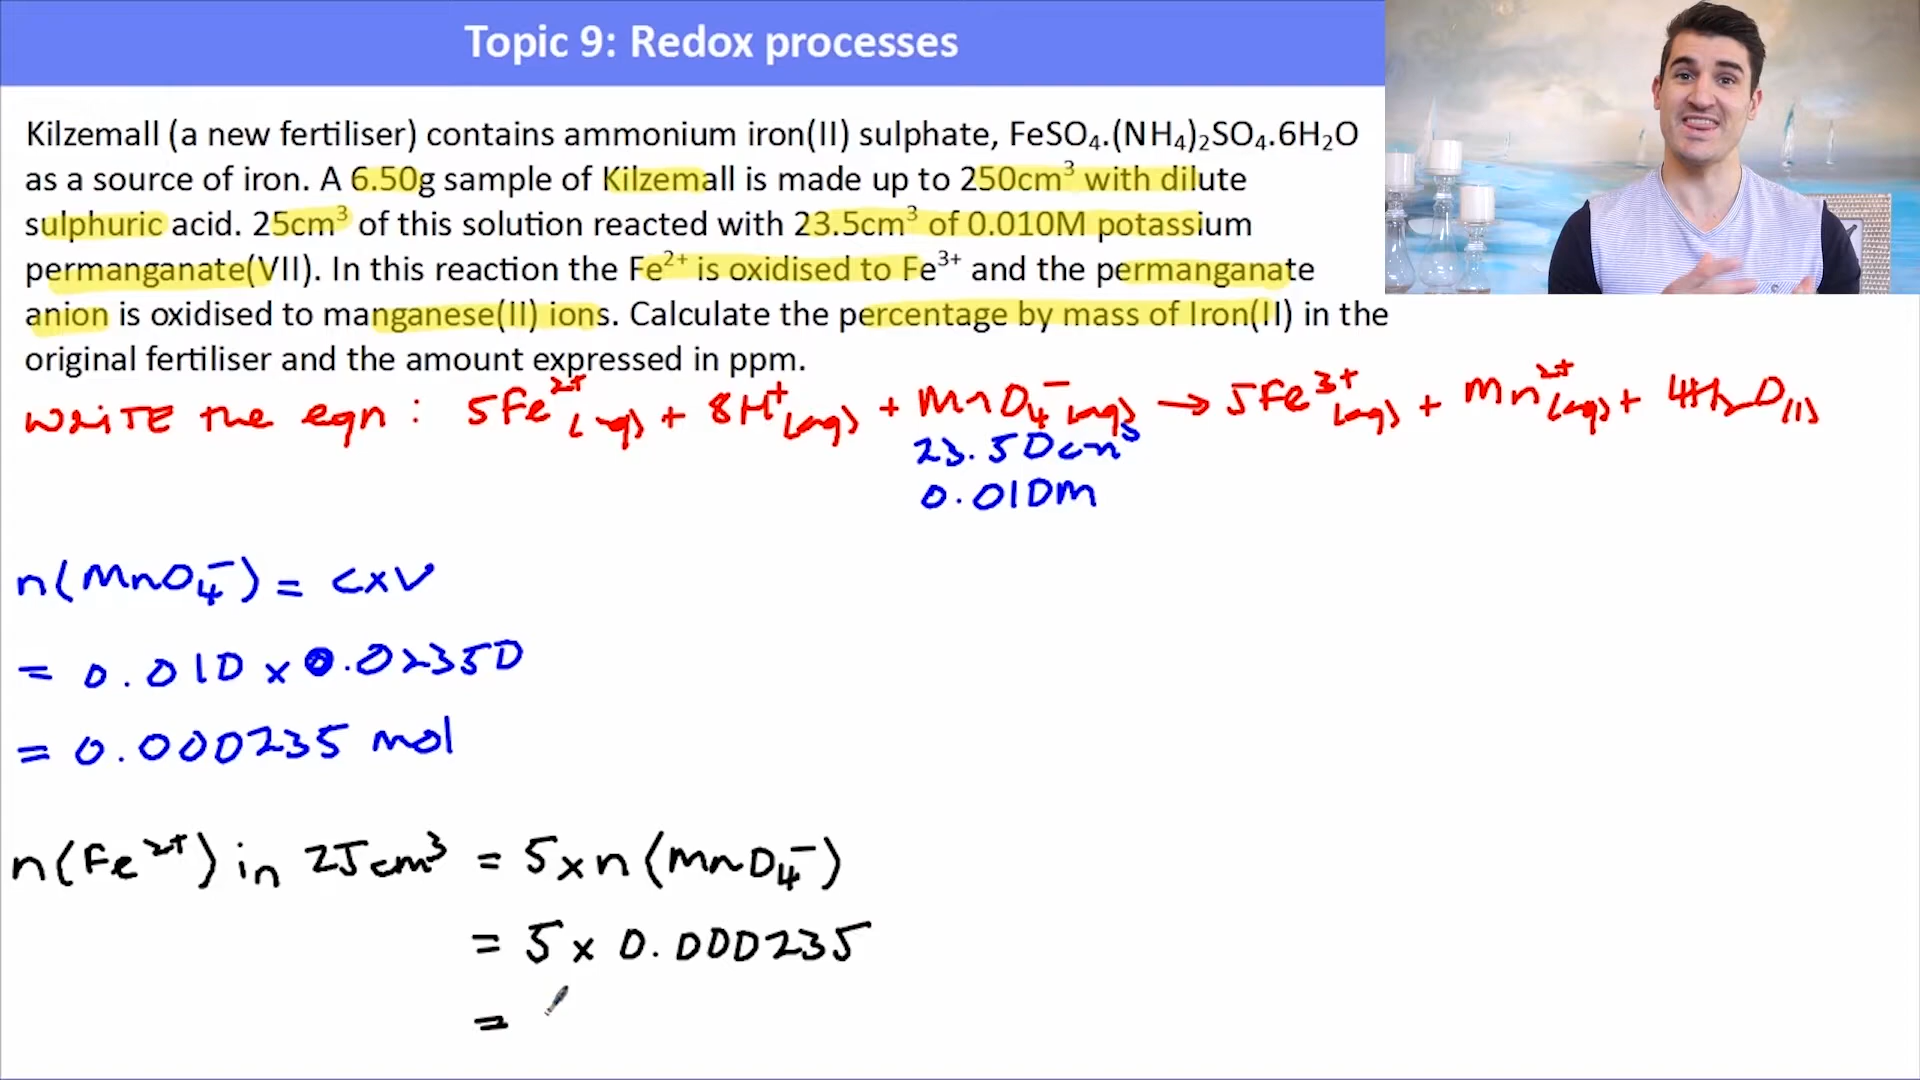 Topic 9: Redox processes
Kilzemall (a new fertiliser) contains ammonium iron(II) sulphate, FeSO₄.(NH₄)₂SO₄.6H₂O
as a source of iron. A 6.50g sample of Kilzemall is made up to 250cm³ with dilute
sulphuric acid. 25cm³ of this solution reacted with 23.5cm³ of 0.010M potassium
permanganate(VII). In this reaction the Fe²⁺ is oxidised to Fe³⁺ and the permanganate
anion is oxidised to manganese(II) ions. Calculate the percentage by mass of Iron(II) in the
original fertiliser and the amount expressed in ppm.
WRITE the eqn : 5Fe²⁺(aq) + 8H⁺(aq) + MnO₄⁻(aq) → 5Fe³⁺(aq) + Mn²⁺(aq) + 4H₂O(l)
23.50cm³
0.010M
n(MnO₄⁻) = c×V
= 0.010 × 0.02350
= 0.000235 mol
n(Fe²⁺) in 25cm³ = 5×n(MnO₄⁻)
= 5 × 0.000235
=